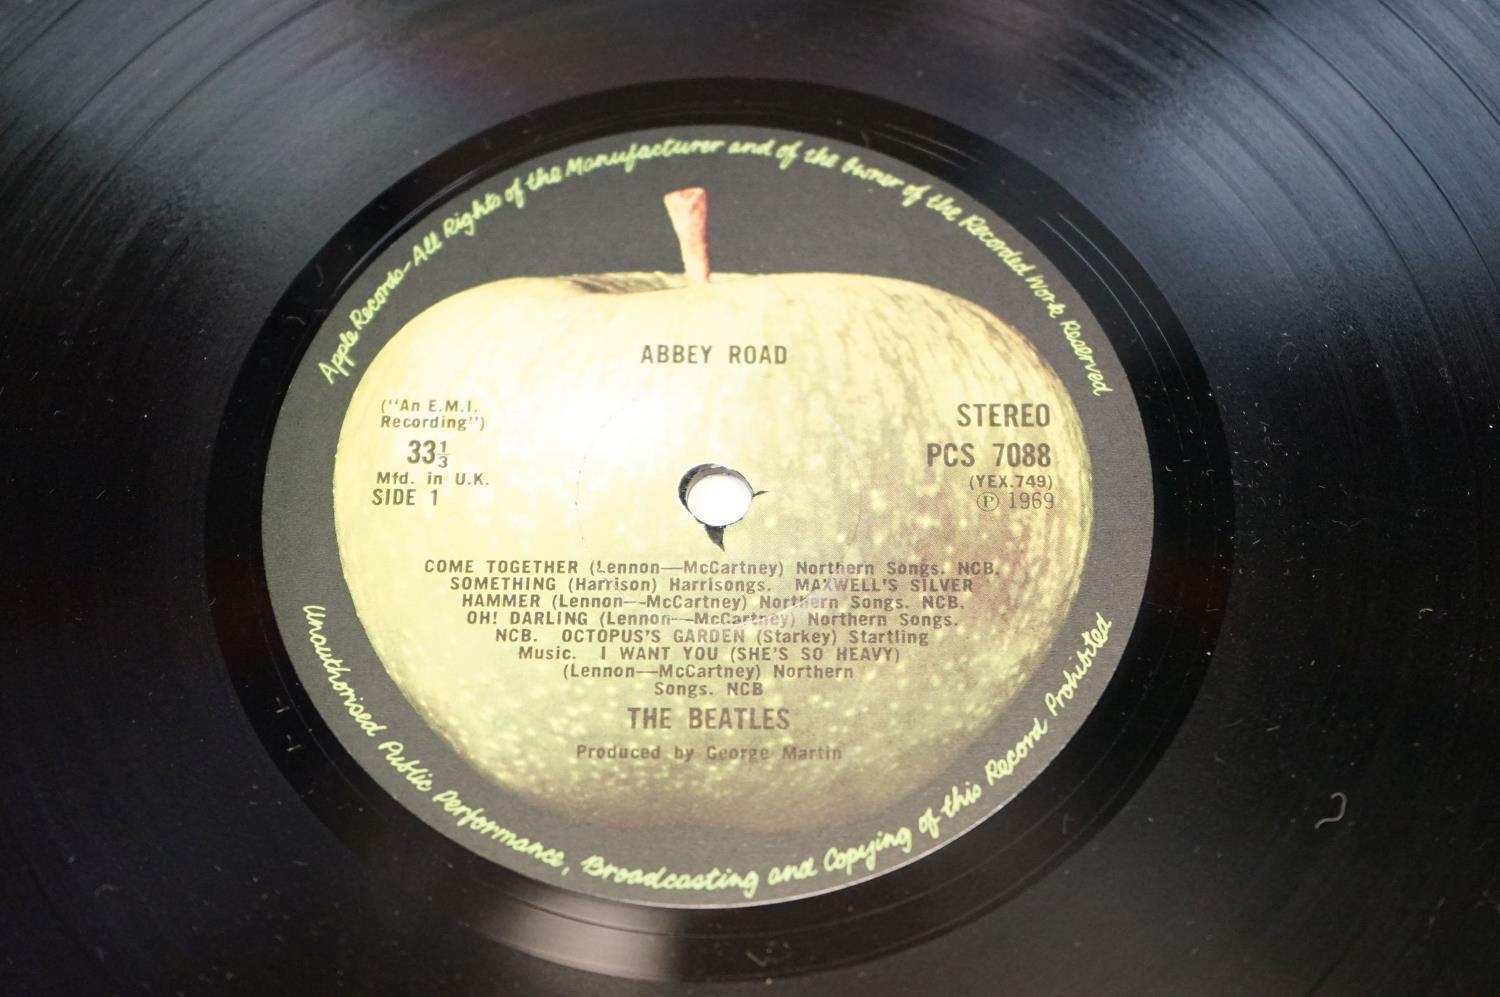 Apple Records—All Rights of the Manufacturer and of the Owner of the Recorded Work Reserved
ABBEY ROAD
("An E.M.I.
Recording")
33⅓
Mfd. in U.K.
SIDE 1
STEREO
PCS 7088
(YEX.749)
Ⓟ 1969
COME TOGETHER (Lennon—McCartney) Northern Songs. NCB.
SOMETHING (Harrison) Harrisongs. MAXWELL'S SILVER
HAMMER (Lennon—McCartney) Northern Songs. NCB.
OH! DARLING (Lennon—McCartney) Northern Songs.
NCB. OCTOPUS'S GARDEN (Starkey) Startling
Music. I WANT YOU (SHE'S SO HEAVY)
(Lennon—McCartney) Northern
Songs. NCB
THE BEATLES
Produced by George Martin
Unauthorised Public Performance, Broadcasting and Copying of this Record Prohibited